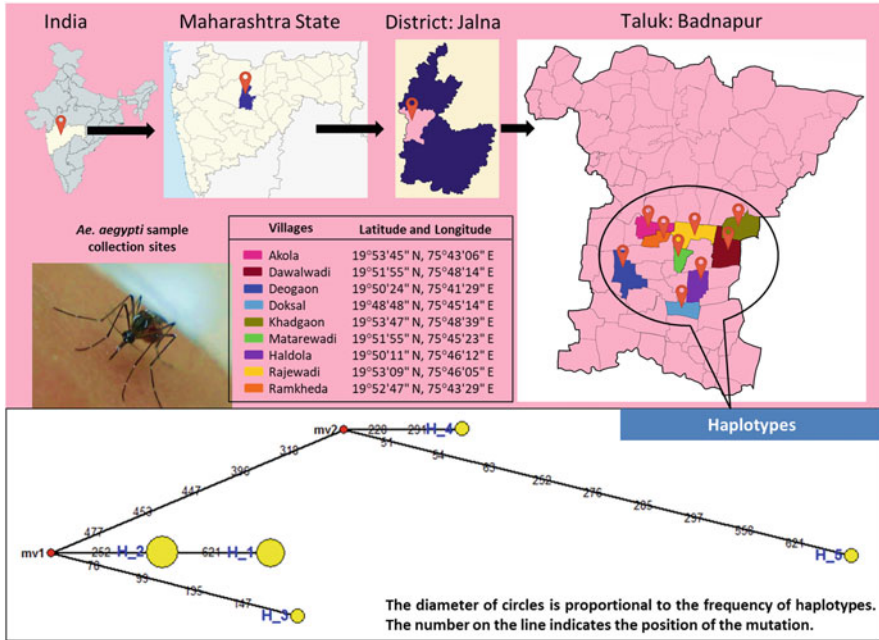 India
Maharashtra State
District: Jalna
Taluk: Badnapur
Ae. aegypti sample
collection sites
Villages Latitude and Longitude
Akola 19°53'45" N, 75°43'06" E
Dawalwadi 19°51'55" N, 75°48'14" E
Deogaon 19°50'24" N, 75°41'29" E
Doksal 19°48'48" N, 75°45'14" E
Khadgaon 19°53'47" N, 75°48'39" E
Matarewadi 19°51'55" N, 75°45'23" E
Haldola 19°50'11" N, 75°46'12" E
Rajewadi 19°53'09" N, 75°46'05" E
Ramkheda 19°52'47" N, 75°43'29" E
Haplotypes
mv2 220 291 H_4
51 54 63 252 276 285 297 558 621 H_5
318
396
447
453
477
mv1 252 H_2 621 H_1
78 99 195 147 H_3
The diameter of circles is proportional to the frequency of haplotypes.
The number on the line indicates the position of the mutation.